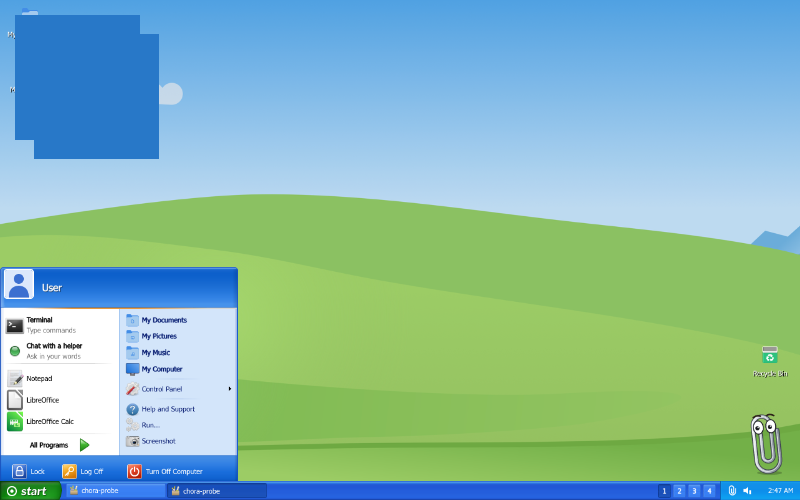 User
Terminal
Type commands
Chat with a helper
Ask in your words
Notepad
LibreOffice
LibreOffice Calc
All Programs
My Documents
My Pictures
My Music
My Computer
Control Panel
Help and Support
Run...
Screenshot
Lock
Log Off
Turn Off Computer
Recycle Bin
start
chora-probe
chora-probe
1 2 3 4
2:47 AM